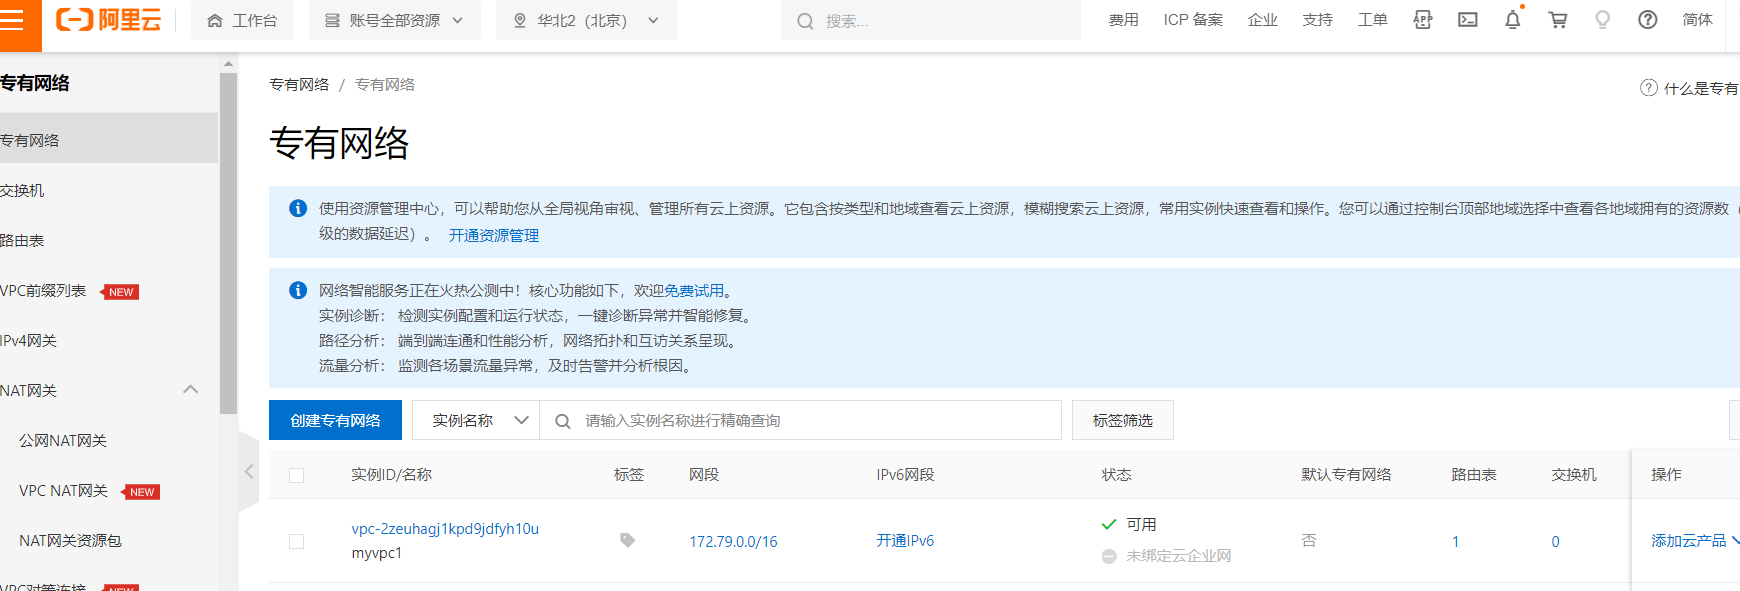 阿里云 工作台 账号全部资源 华北2（北京） 搜索... 费用 ICP 备案 企业 支持 工单 APP 简体
专有网络
专有网络
交换机
路由表
VPC前缀列表 NEW
IPv4网关
NAT网关
公网NAT网关
VPC NAT网关 NEW
NAT网关资源包
VPC对等连接 NEW
专有网络 / 专有网络
什么是专有
专有网络
使用资源管理中心，可以帮助您从全局视角审视、管理所有云上资源。它包含按类型和地域查看云上资源，模糊搜索云上资源，常用实例快速查看和操作。您可以通过控制台顶部地域选择中查看各地域拥有的资源数（
级的数据延迟）。 开通资源管理
网络智能服务正在火热公测中！核心功能如下，欢迎免费试用。
实例诊断： 检测实例配置和运行状态，一键诊断异常并智能修复。
路径分析： 端到端连通和性能分析，网络拓扑和互访关系呈现。
流量分析： 监测各场景流量异常，及时告警并分析根因。
创建专有网络 实例名称 请输入实例名称进行精确查询 标签筛选
实例ID/名称 标签 网段 IPv6网段 状态 默认专有网络 路由表 交换机 操作
vpc-2zeuhagj1kpd9jdfyh10u
myvpc1
172.79.0.0/16 开通IPv6
可用
未绑定云企业网
否 1 0 添加云产品